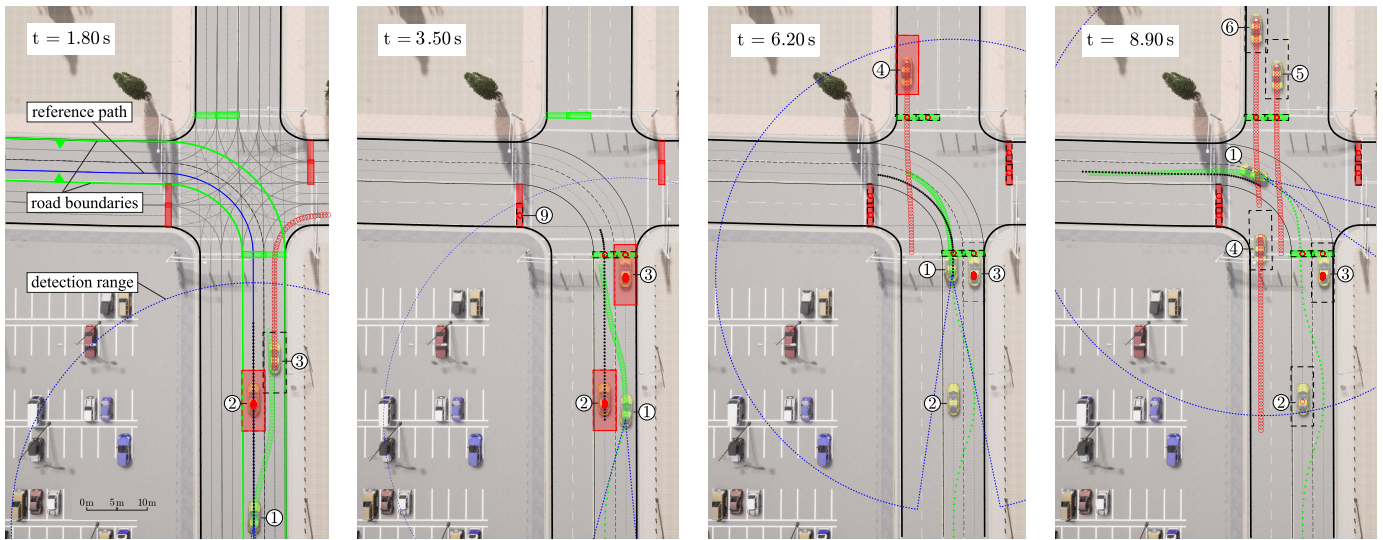 t = 1.80 s
reference path
road boundaries
detection range
3
2
1
0m 5m 10m
t = 3.50 s
9
3
2
1
t = 6.20 s
4
1
3
2
t = 8.90 s
6
5
1
4
3
2